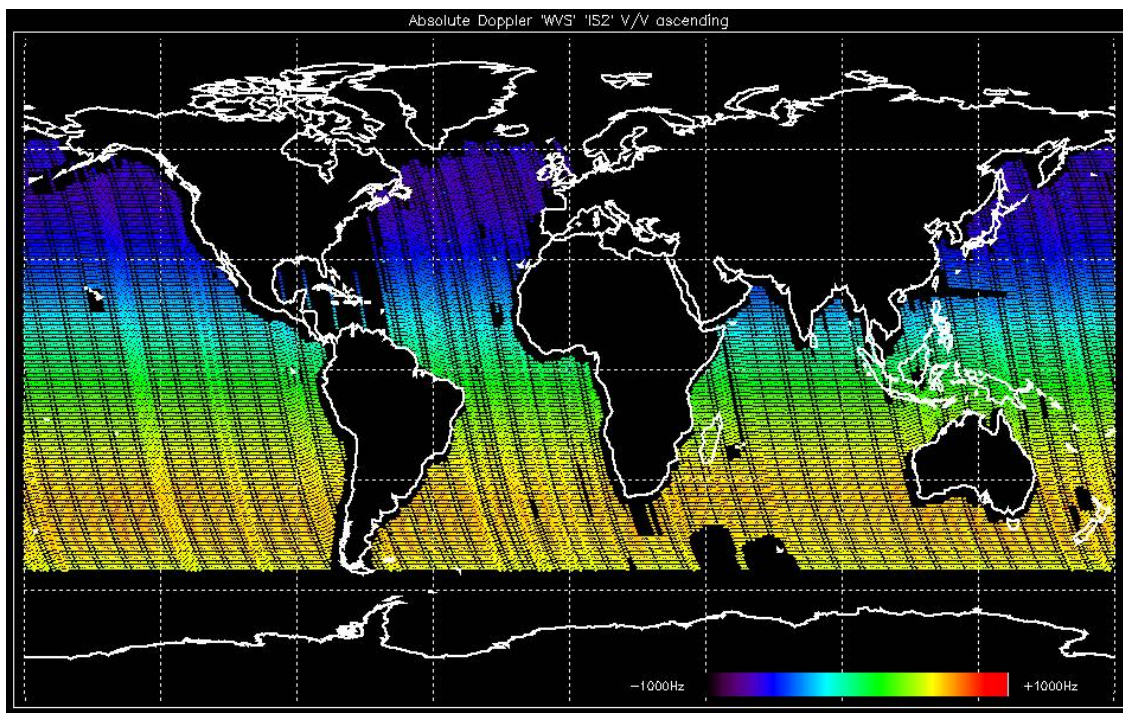 Absolute Doppler 'WVS' 'IS2' V/V ascending
−1000Hz +1000Hz